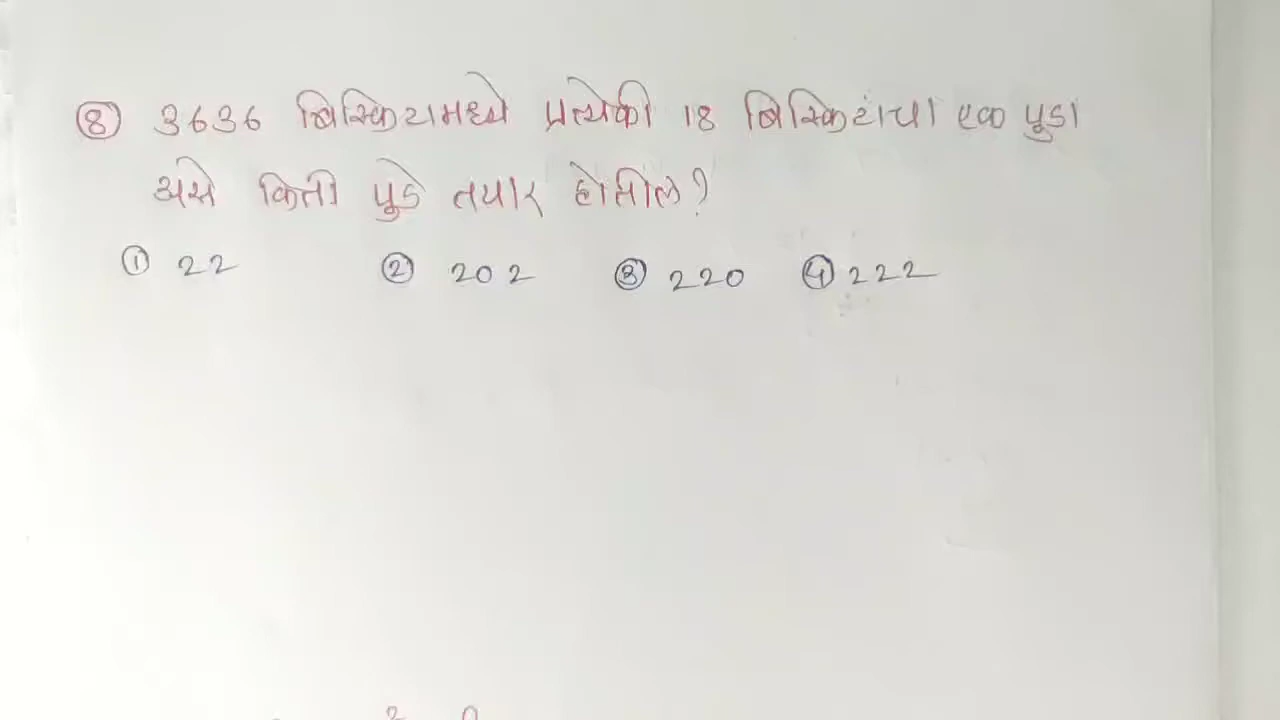 ⑧ 3636 बिस्किटामध्ये प्रत्येकी 18 बिस्किटांचा एक पुडा
असे किती पुडे तयार होतील?
① 22 ② 202 ③ 220 ④ 222